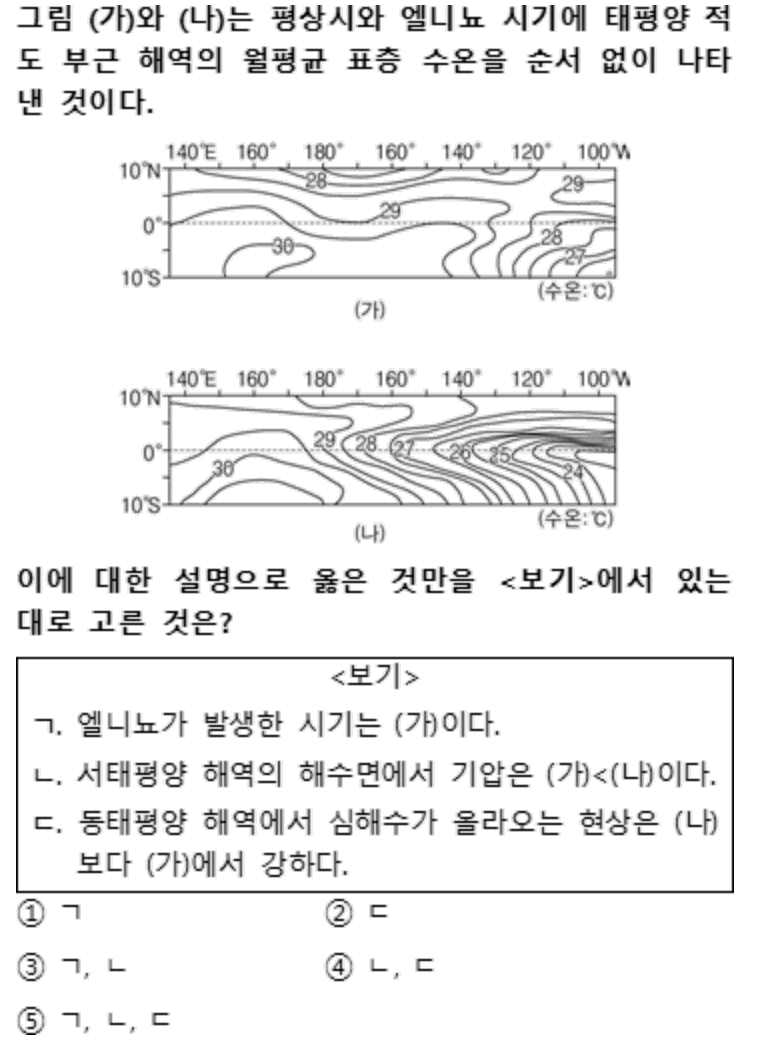 그림 (가)와 (나)는 평상시와 엘니뇨 시기에 태평양 적
도 부근 해역의 월평균 표층 수온을 순서 없이 나타
낸 것이다.
140°E 160° 180° 160° 140° 120° 100°W
10°N
28
29
29
0°
28
30
27
10°S
(수온:℃)
(가)
140°E 160° 180° 160° 140° 120° 100°W
10°N
29 28 27 26 25
0°
30
24
10°S
(수온:℃)
(나)
이에 대한 설명으로 옳은 것만을 <보기>에서 있는
대로 고른 것은?
<보기>
ㄱ. 엘니뇨가 발생한 시기는 (가)이다.
ㄴ. 서태평양 해역의 해수면에서 기압은 (가)<(나)이다.
ㄷ. 동태평양 해역에서 심해수가 올라오는 현상은 (나)
보다 (가)에서 강하다.
① ㄱ ② ㄷ
③ ㄱ, ㄴ ④ ㄴ, ㄷ
⑤ ㄱ, ㄴ, ㄷ